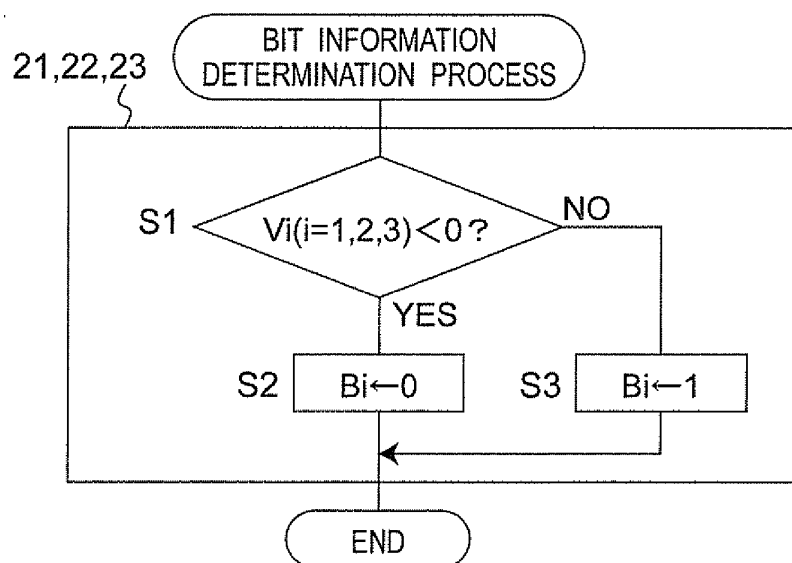 BIT INFORMATION
DETERMINATION PROCESS
21,22,23
S1
Vi(i=1,2,3)<0?
NO
YES
S2
Bi←0
S3
Bi←1
END